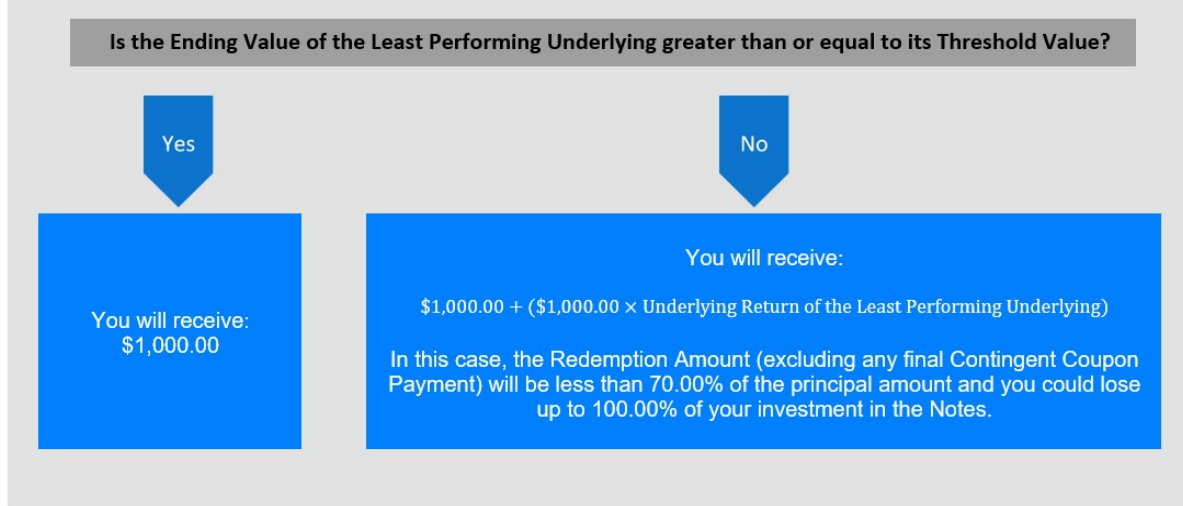 Is the Ending Value of the Least Performing Underlying greater than or equal to its Threshold Value?
Yes
No
You will receive:
$1,000.00
You will receive:
$1,000.00 + ($1,000.00 × Underlying Return of the Least Performing Underlying)
In this case, the Redemption Amount (excluding any final Contingent Coupon
Payment) will be less than 70.00% of the principal amount and you could lose
up to 100.00% of your investment in the Notes.